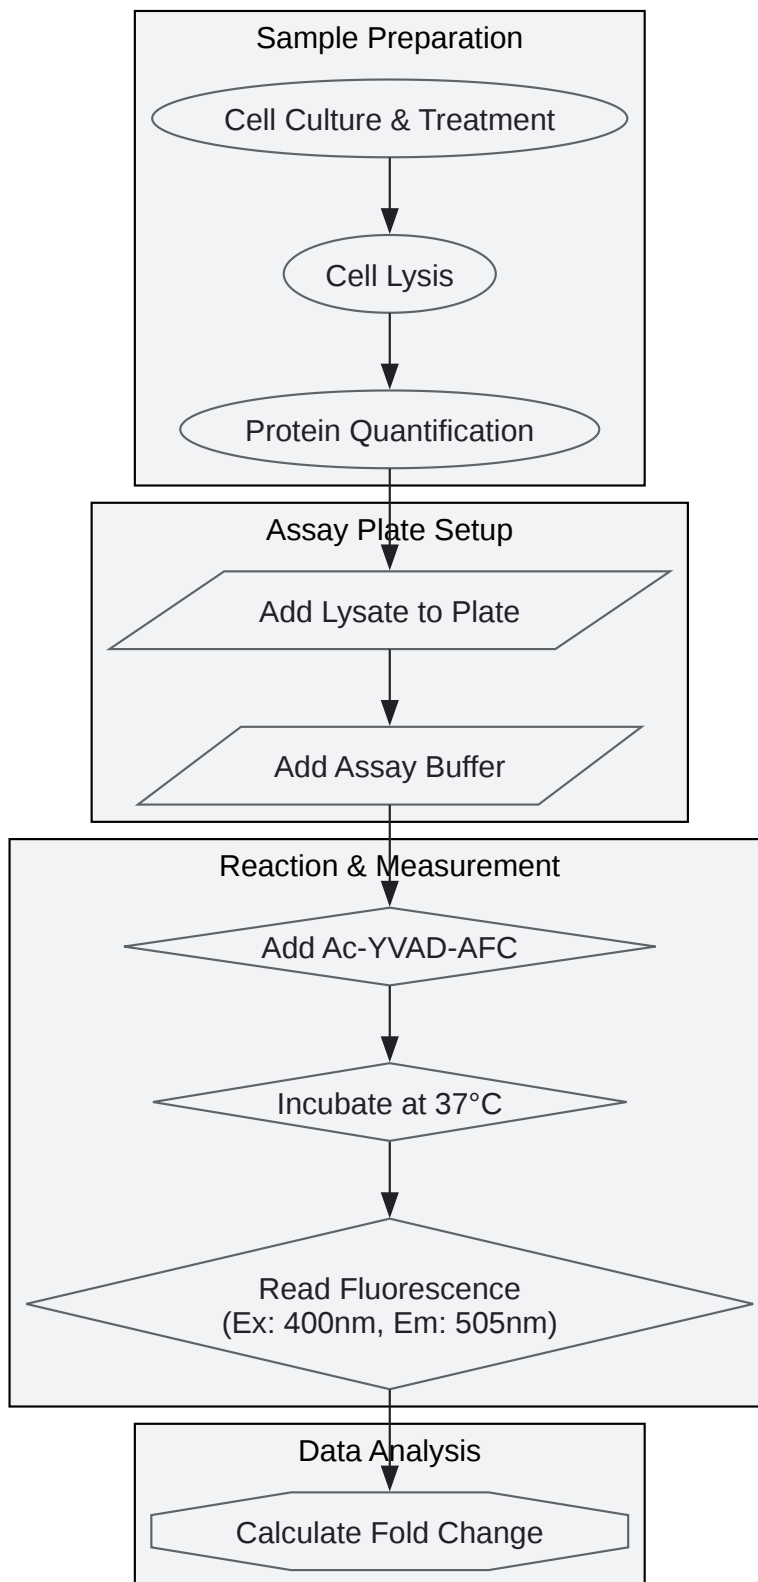 Sample Preparation
Cell Culture & Treatment
Cell Lysis
Protein Quantification
Assay Plate Setup
Add Lysate to Plate
Add Assay Buffer
Reaction & Measurement
Add Ac-YVAD-AFC
Incubate at 37°C
Read Fluorescence
(Ex: 400nm, Em: 505nm)
Data Analysis
Calculate Fold Change